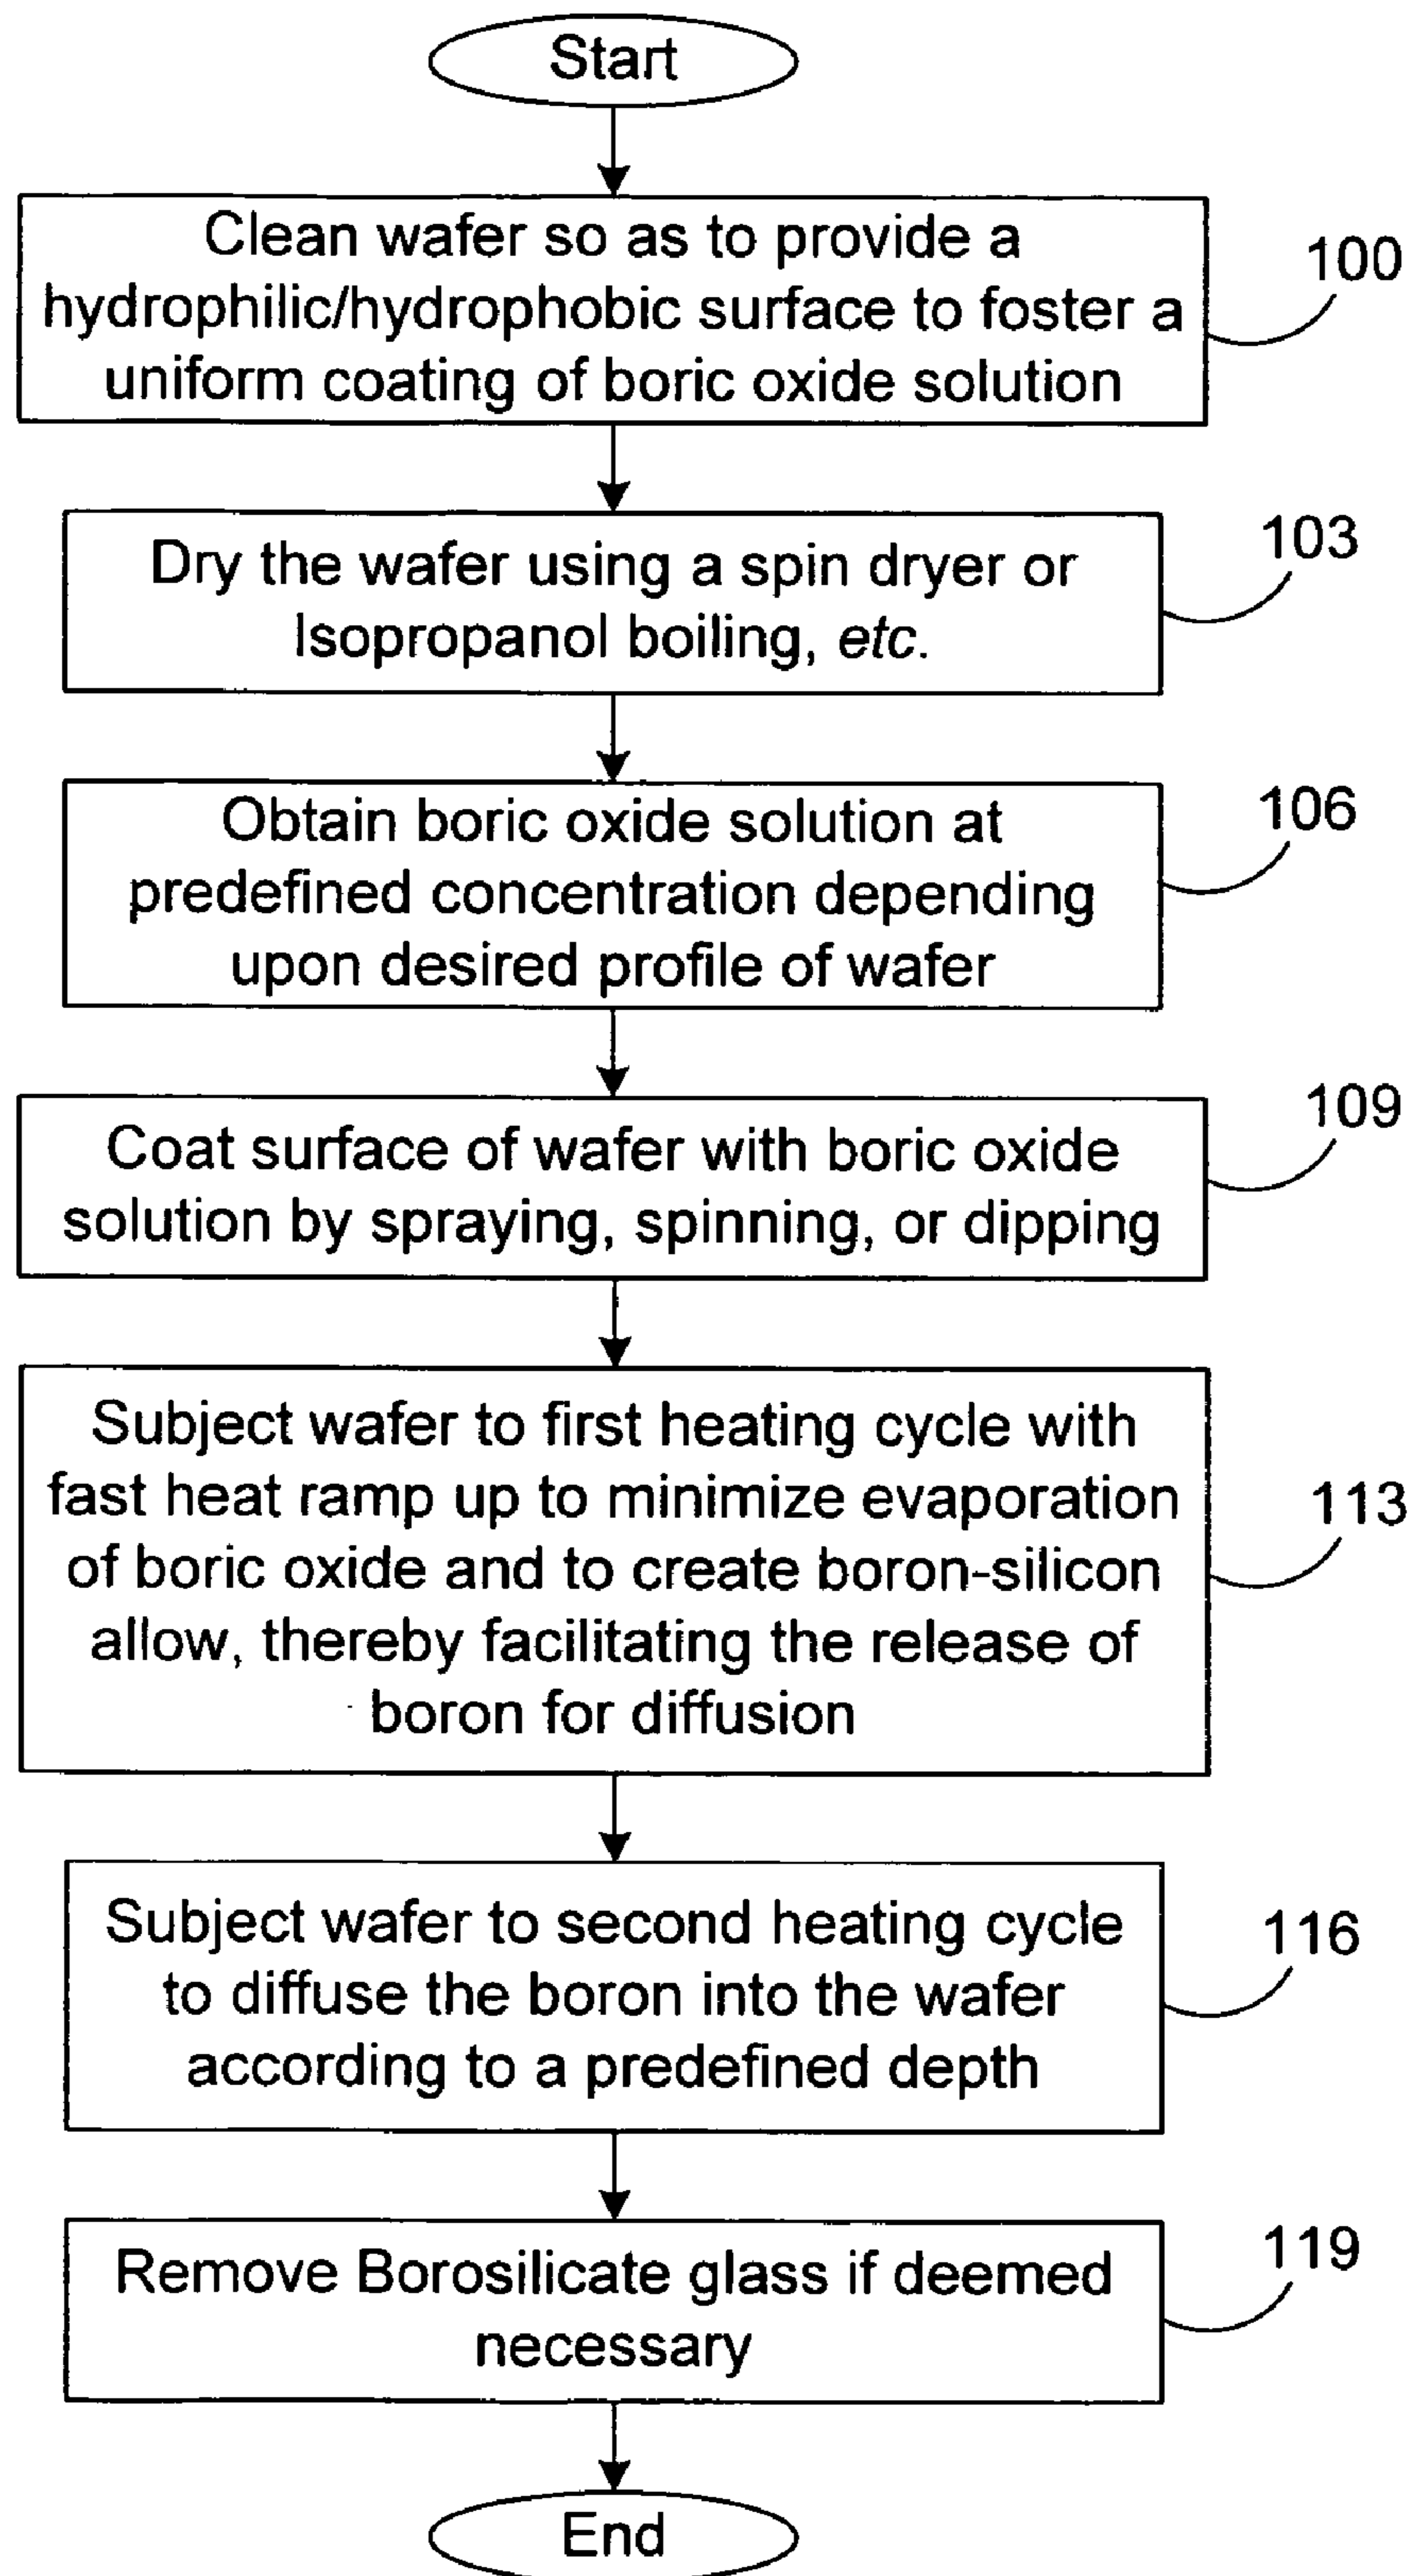 Start
Clean wafer so as to provide a
hydrophilic/hydrophobic surface to foster a
uniform coating of boric oxide solution
100
Dry the wafer using a spin dryer or
Isopropanol boiling, etc.
103
Obtain boric oxide solution at
predefined concentration depending
upon desired profile of wafer
106
Coat surface of wafer with boric oxide
solution by spraying, spinning, or dipping
109
Subject wafer to first heating cycle with
fast heat ramp up to minimize evaporation
of boric oxide and to create boron-silicon
allow, thereby facilitating the release of
boron for diffusion
113
Subject wafer to second heating cycle
to diffuse the boron into the wafer
according to a predefined depth
116
Remove Borosilicate glass if deemed
necessary
119
End